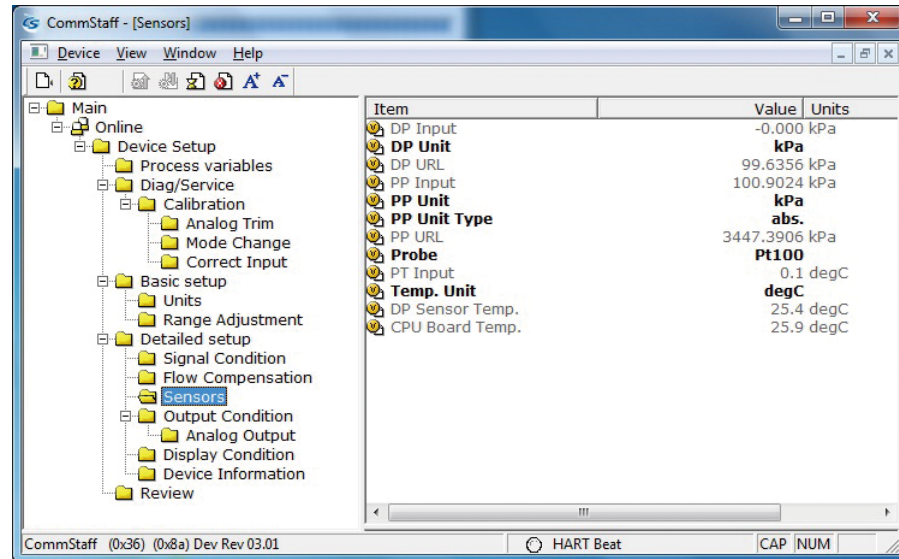 CommStaff - [Sensors]
Device View Window Help
Main
Online
Device Setup
Process variables
Diag/Service
Calibration
Analog Trim
Mode Change
Correct Input
Basic setup
Units
Range Adjustment
Detailed setup
Signal Condition
Flow Compensation
Sensors
Output Condition
Analog Output
Display Condition
Device Information
Review
Item Value Units
DP Input -0.000 kPa
DP Unit kPa
DP URL 99.6356 kPa
PP Input 100.9024 kPa
PP Unit kPa
PP Unit Type abs.
PP URL 3447.3906 kPa
Probe Pt100
PT Input 0.1 degC
Temp. Unit degC
DP Sensor Temp. 25.4 degC
CPU Board Temp. 25.9 degC
CommStaff (0x36) (0x8a) Dev Rev 03.01 HART Beat CAP NUM